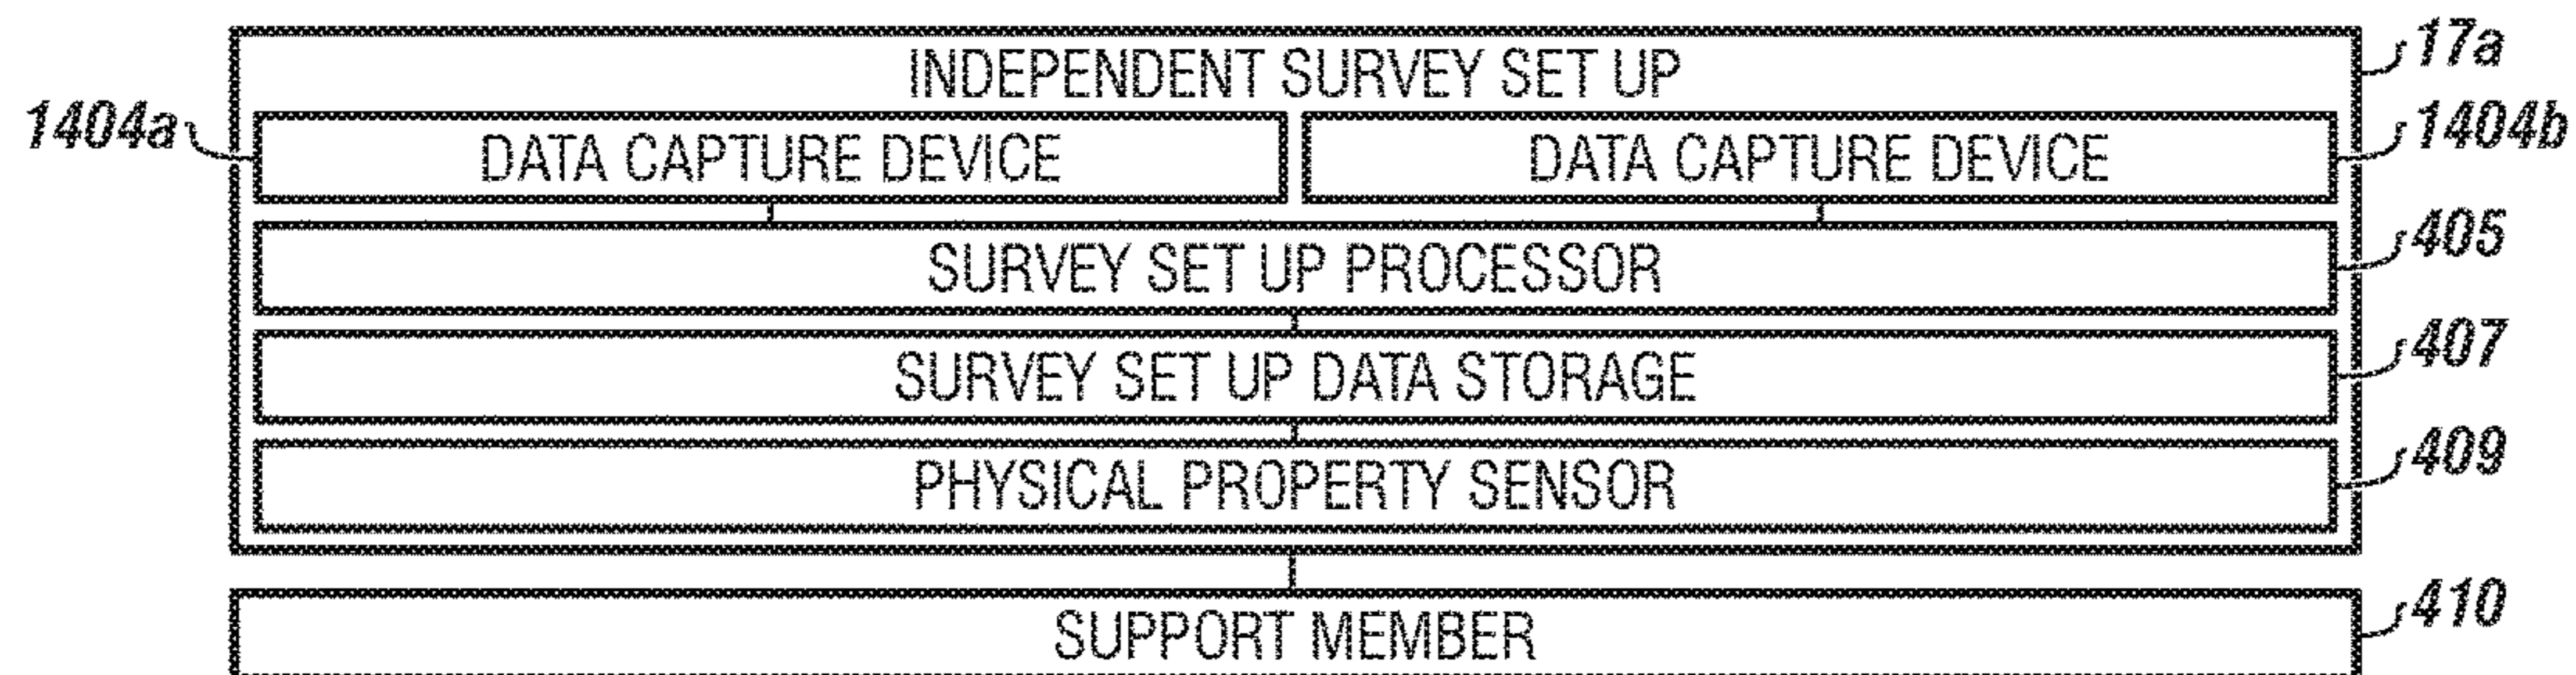 INDEPENDENT SURVEY SET UP 17a
1404a DATA CAPTURE DEVICE DATA CAPTURE DEVICE 1404b
SURVEY SET UP PROCESSOR 405
SURVEY SET UP DATA STORAGE 407
PHYSICAL PROPERTY SENSOR 409
SUPPORT MEMBER 410